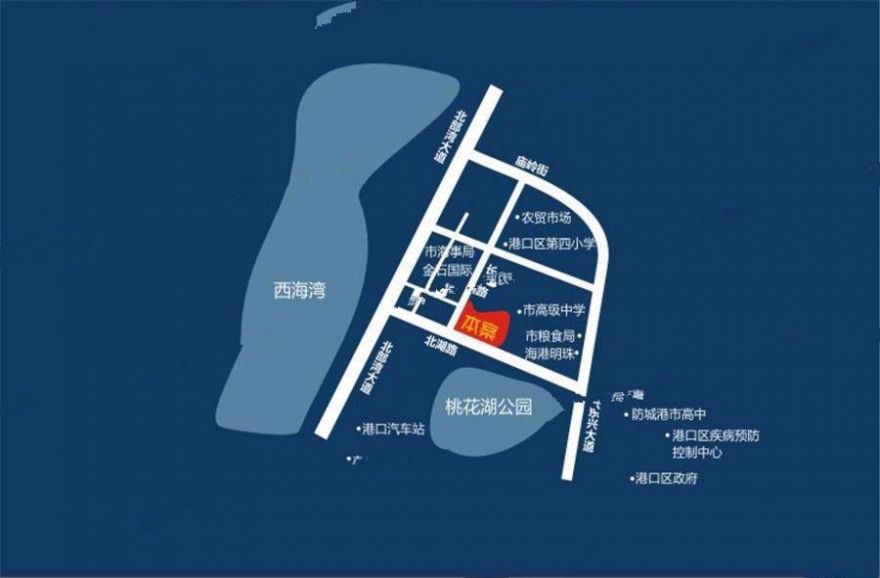 北部湾大道
庙岭街
农贸市场
港口区第四小学
市海事局
金石国际
长
路
西海湾
市高级中学
本案
市粮食局
海港明珠
北湖路
北部湾大道
桃花湖公园
东兴大道
防城港市高中
港口汽车站
港口区疾病预防
控制中心
港口区政府